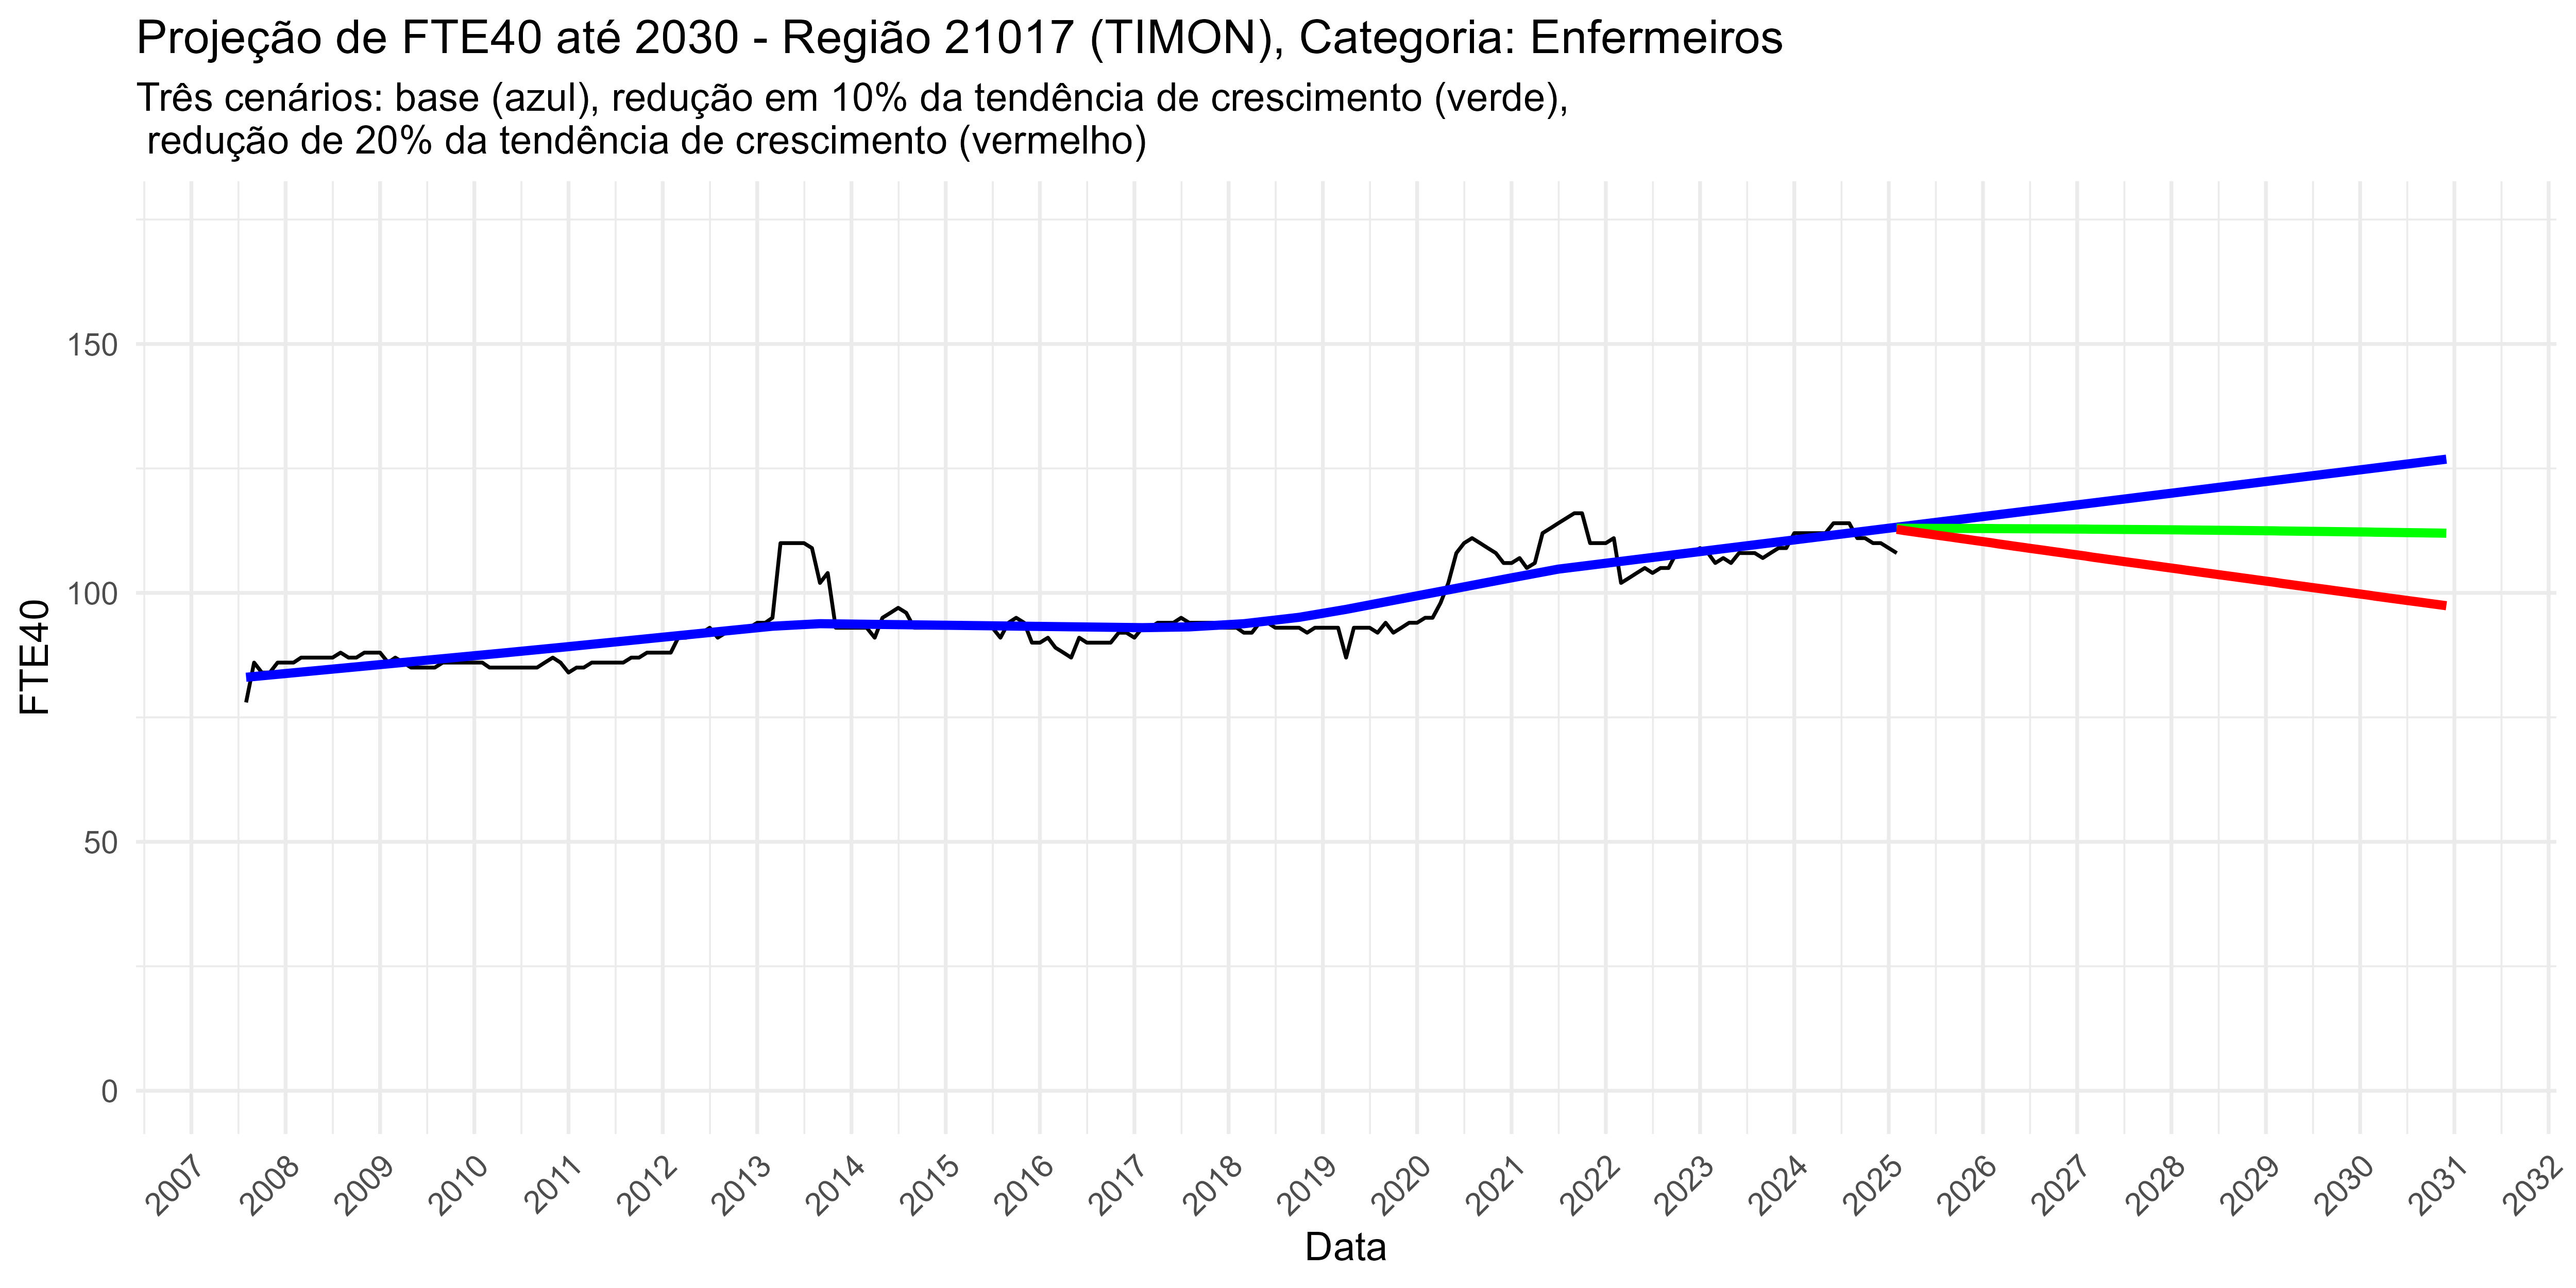 Projeção de FTE40 até 2030 - Região 21017 (TIMON), Categoria: Enfermeiros
Três cenários: base (azul), redução em 10% da tendência de crescimento (verde),
redução de 20% da tendência de crescimento (vermelho)
FTE40
150
100
50
0
2007 2008 2009 2010 2011 2012 2013 2014 2015 2016 2017 2018 2019 2020 2021 2022 2023 2024 2025 2026 2027 2028 2029 2030 2031 2032
Data